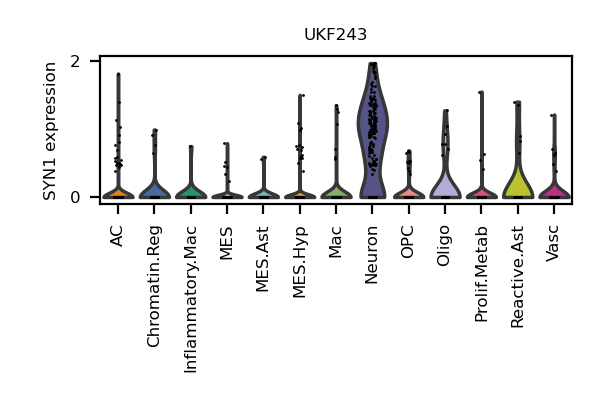 UKF243
SYN1 expression
2
0
AC
Chromatin.Reg
Inflammatory.Mac
MES
MES.Ast
MES.Hyp
Mac
Neuron
OPC
Oligo
Prolif.Metab
Reactive.Ast
Vasc